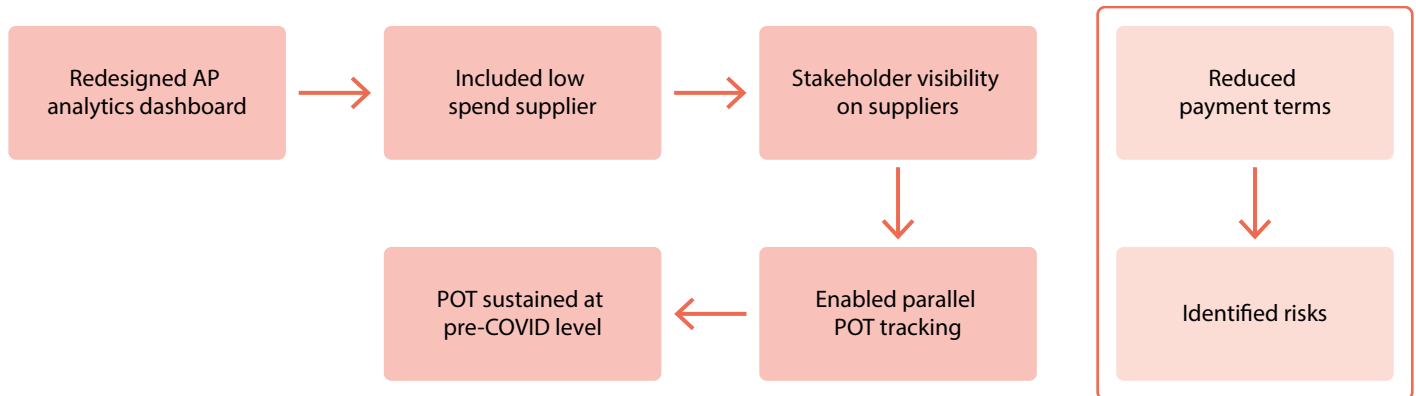 Redesigned AP
analytics dashboard
Included low
spend supplier
Stakeholder visibility
on suppliers
Reduced
payment terms
POT sustained at
pre-COVID level
Enabled parallel
POT tracking
Identified risks